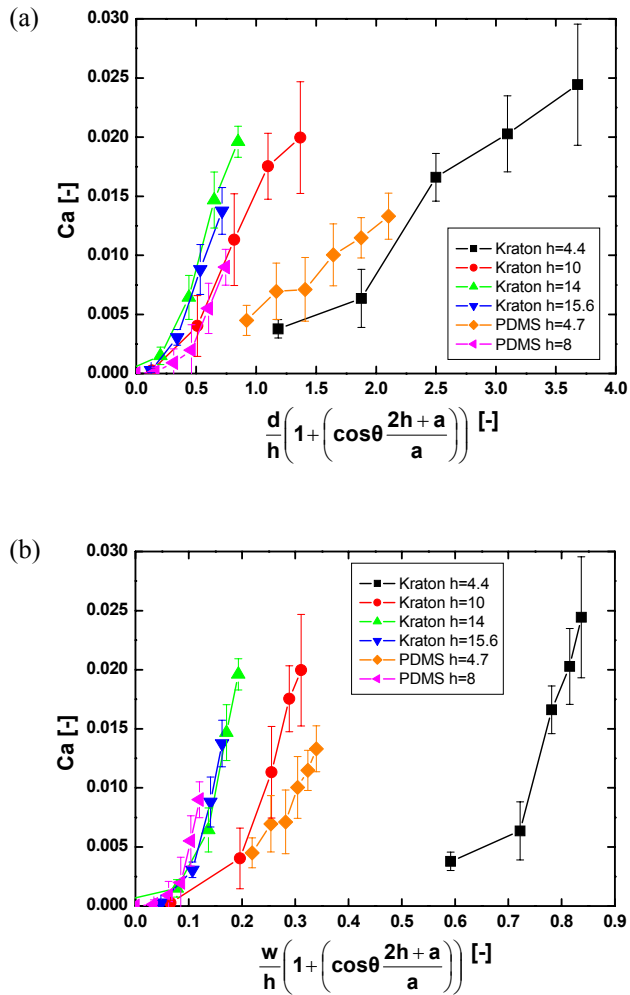 (a)
0.030
0.025
0.020
0.015
0.010
0.005
0.000
Ca [-]
Kraton h=4.4
Kraton h=10
Kraton h=14
Kraton h=15.6
PDMS h=4.7
PDMS h=8
0.0 0.5 1.0 1.5 2.0 2.5 3.0 3.5 4.0
d/h(1+(cosθ 2h+a/a)) [-]
(b)
0.030
0.025
0.020
0.015
0.010
0.005
0.000
Ca [-]
Kraton h=4.4
Kraton h=10
Kraton h=14
Kraton h=15.6
PDMS h=4.7
PDMS h=8
0.0 0.1 0.2 0.3 0.4 0.5 0.6 0.7 0.8 0.9
w/h(1+(cosθ 2h+a/a)) [-]